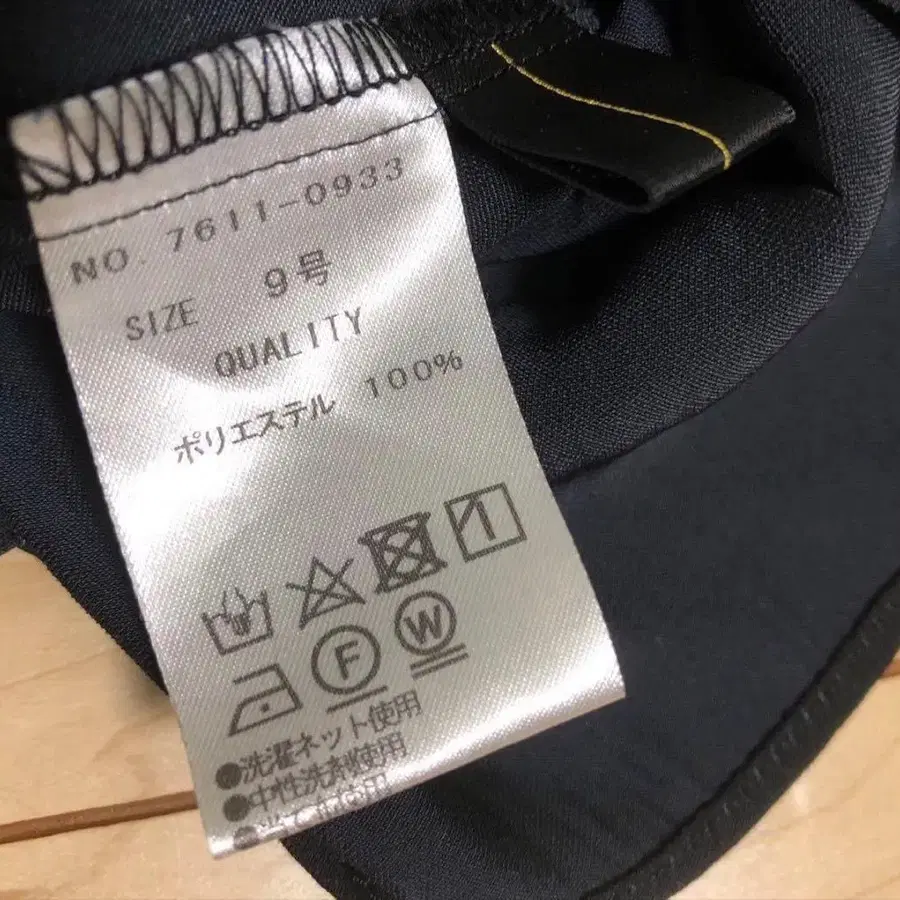 NO. 7611-0933
SIZE 9号
QUALITY
ポリエステル 100%
F W
●洗濯ネット使用
●中性洗剤使用